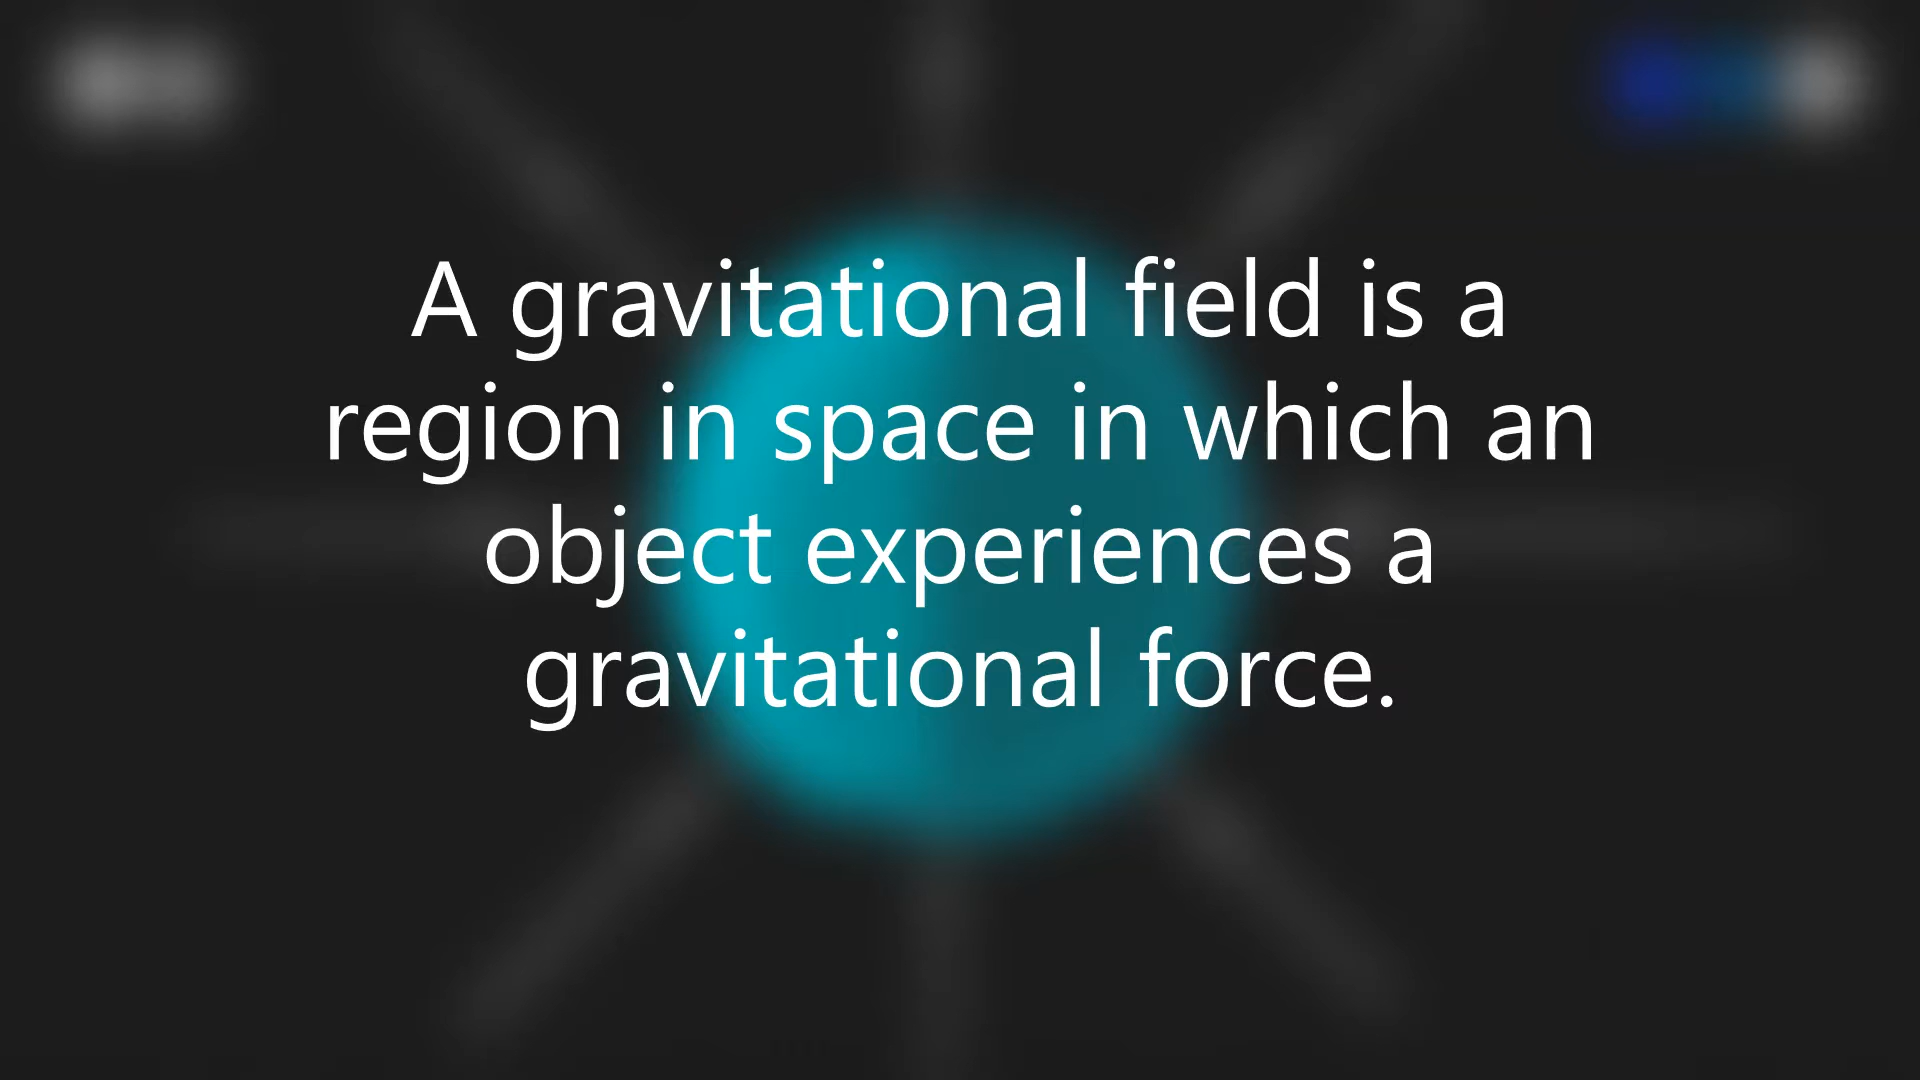 A gravitational field is a
region in space in which an
object experiences a
gravitational force.